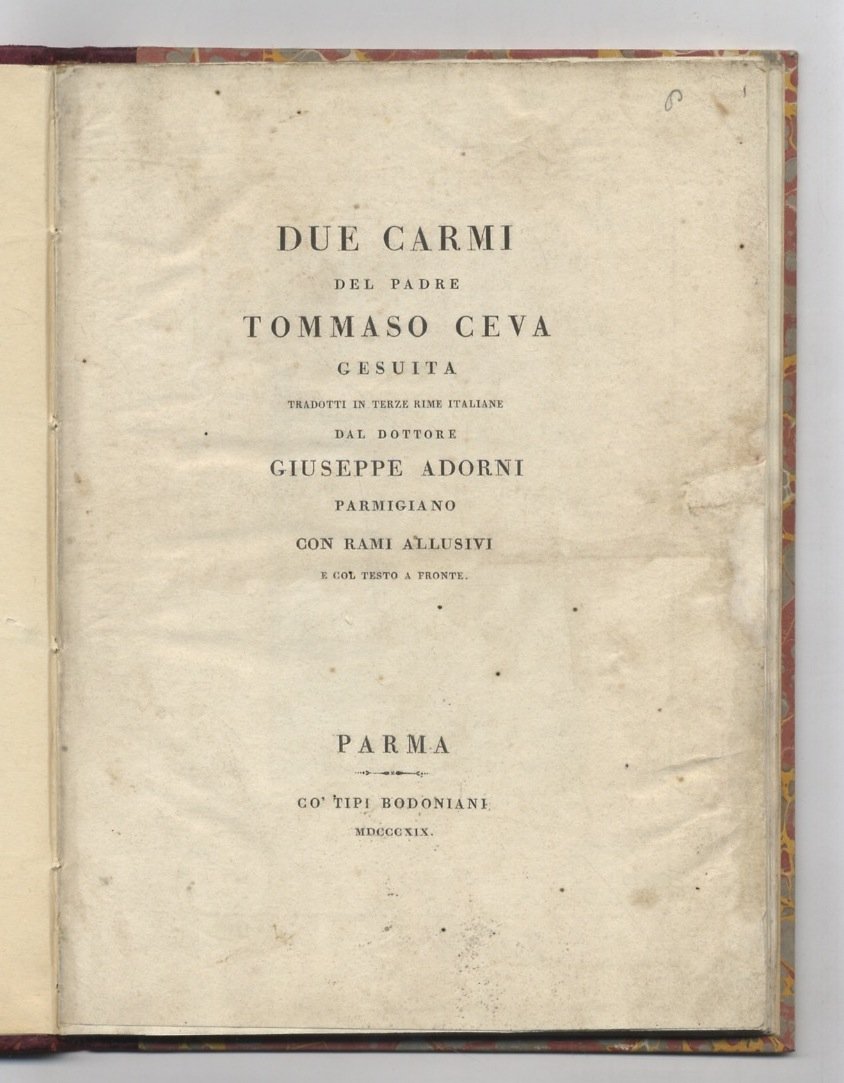 6
DUE CARMI
DEL PADRE
TOMMASO CEVA
GESUITA
TRADOTTI IN TERZE RIME ITALIANE
DAL DOTTORE
GIUSEPPE ADORNI
PARMIGIANO
CON RAMI ALLUSIVI
E COL TESTO A FRONTE.
PARMA
CO' TIPI BODONIANI
MDCCCXIX.